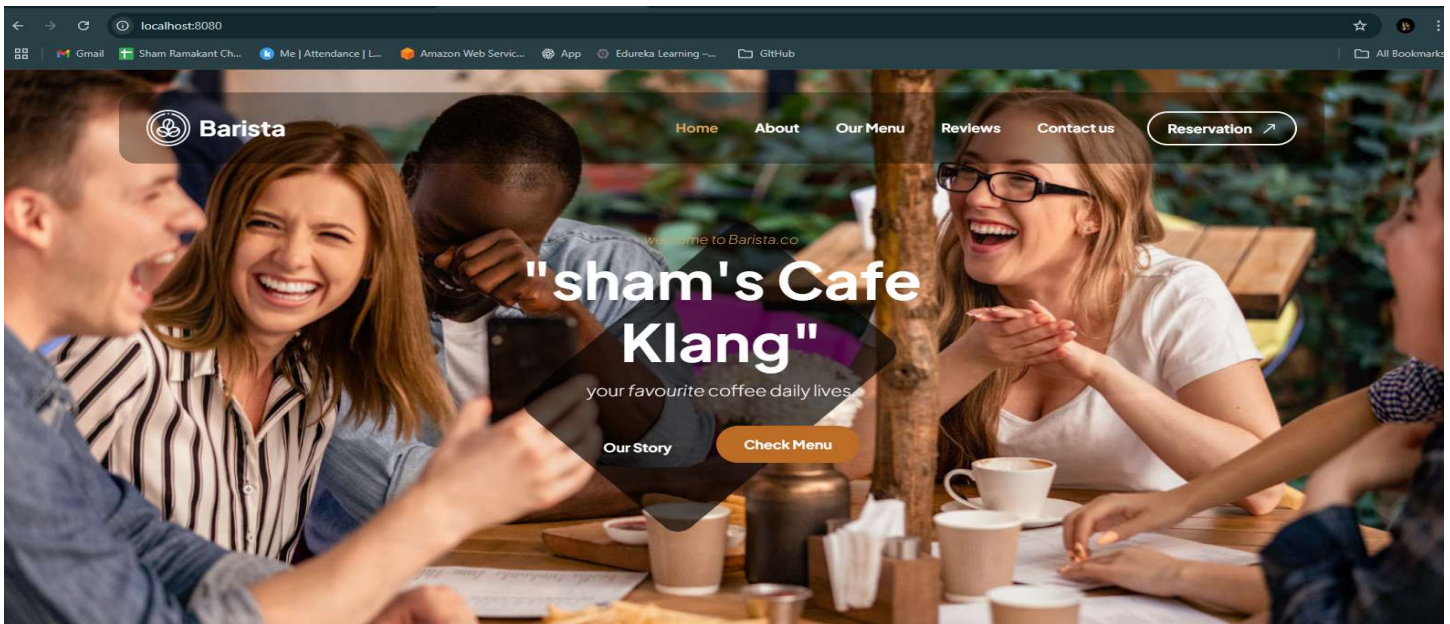 localhost:8080
Gmail Sham Ramakant Ch... Me | Attendance | L... Amazon Web Servic... App Edureka Learning –... GItHub All Bookmarks
Barista Home About Our Menu Reviews Contact us Reservation
welcome to Barista.co
"sham's Cafe
Klang"
your favourite coffee daily lives.
Our Story Check Menu